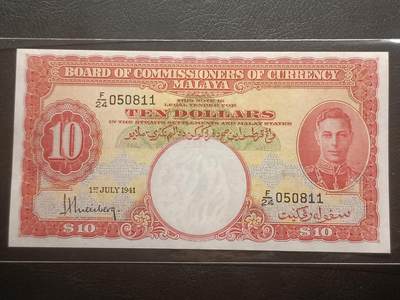 BOARD OF COMMISSIONERS OF CURRENCY
MALAYA
F/24 050811
THIS NOTE IS
LEGAL TENDER FOR
TEN DOLLARS
IN THE STRAITS SETTLEMENTS AND MALAY STATES
10
1ST JULY 1941
F/24 050811
$10
$10